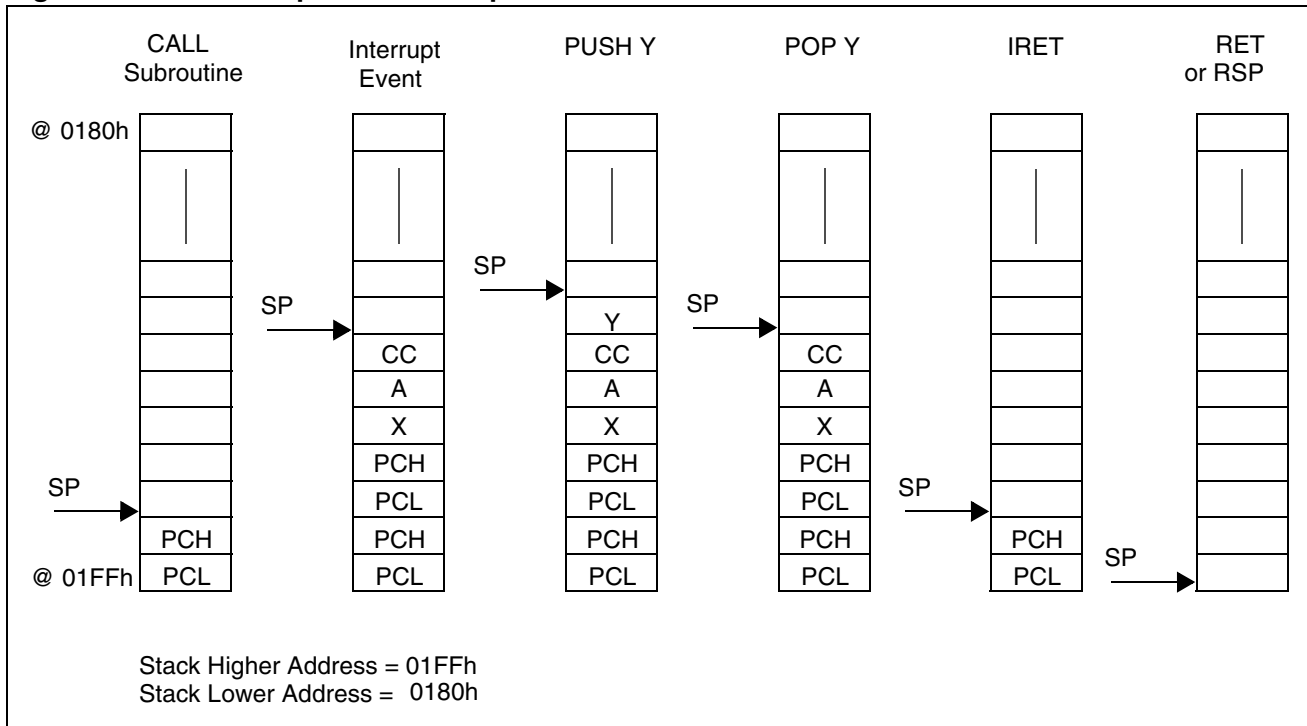 CALL
Subroutine
Interrupt
Event
PUSH Y
POP Y
IRET
RET
or RSP
@ 0180h
SP
SP
SP
Y
CC
CC
CC
A
A
A
X
X
X
PCH
PCH
PCH
SP
PCL
PCL
PCL
SP
PCH
PCH
PCH
PCH
PCH
@ 01FFh
PCL
PCL
PCL
PCL
PCL
SP
Stack Higher Address = 01FFh
Stack Lower Address = 0180h